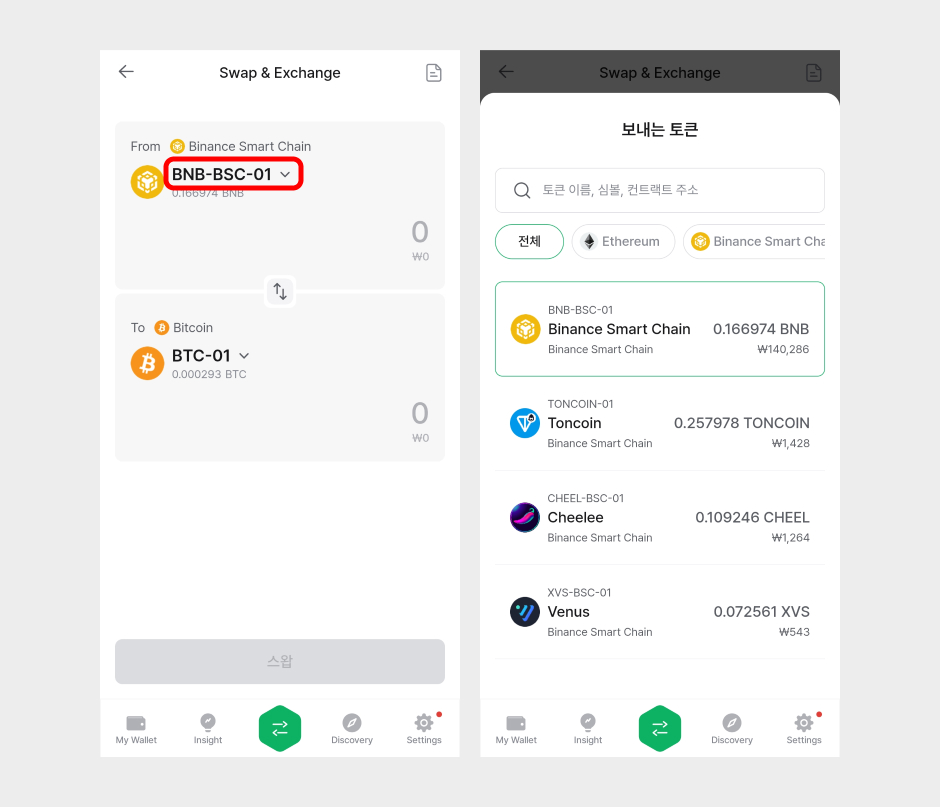 Swap & Exchange
From Binance Smart Chain
BNB-BSC-01
0.166974 BNB
0
₩0
To Bitcoin
BTC-01
0.000293 BTC
0
₩0
스왑
My Wallet
Insight
Discovery
Settings
Swap & Exchange
보내는 토큰
토큰 이름, 심볼, 컨트랙트 주소
전체
Ethereum
Binance Smart Cha
BNB-BSC-01
Binance Smart Chain 0.166974 BNB
Binance Smart Chain ₩140,286
TONCOIN-01
Toncoin 0.257978 TONCOIN
Binance Smart Chain ₩1,428
CHEEL-BSC-01
Cheelee 0.109246 CHEEL
Binance Smart Chain ₩1,264
XVS-BSC-01
Venus 0.072561 XVS
Binance Smart Chain ₩543
My Wallet
Insight
Discovery
Settings